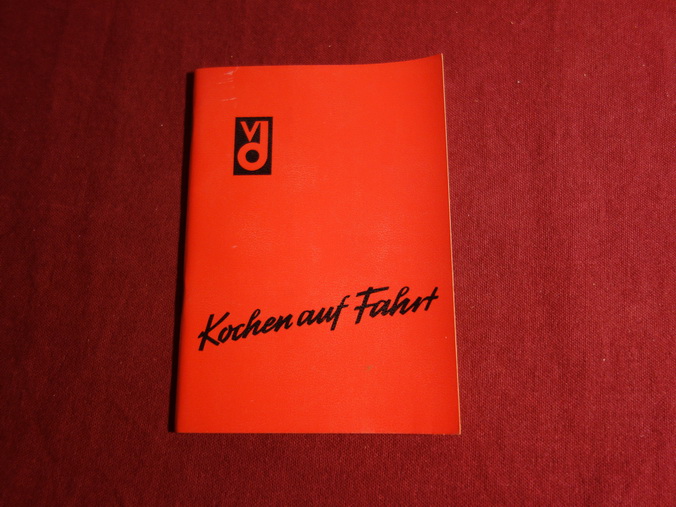 Vd
Kochen auf Fahrt